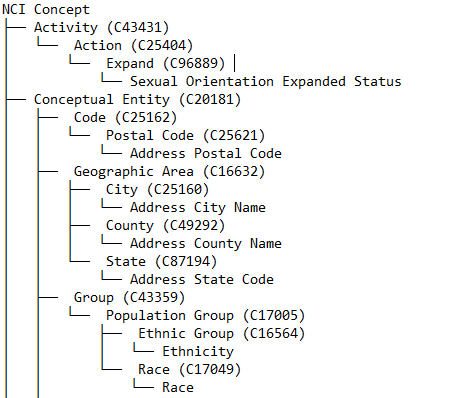 NCI Concept
Activity (C43431)
Action (C25404)
Expand (C96889)
Sexual Orientation Expanded Status
Conceptual Entity (C20181)
Code (C25162)
Postal Code (C25621)
Address Postal Code
Geographic Area (C16632)
City (C25160)
Address City Name
County (C49292)
Address County Name
State (C87194)
Address State Code
Group (C43359)
Population Group (C17005)
Ethnic Group (C16564)
Ethnicity
Race (C17049)
Race